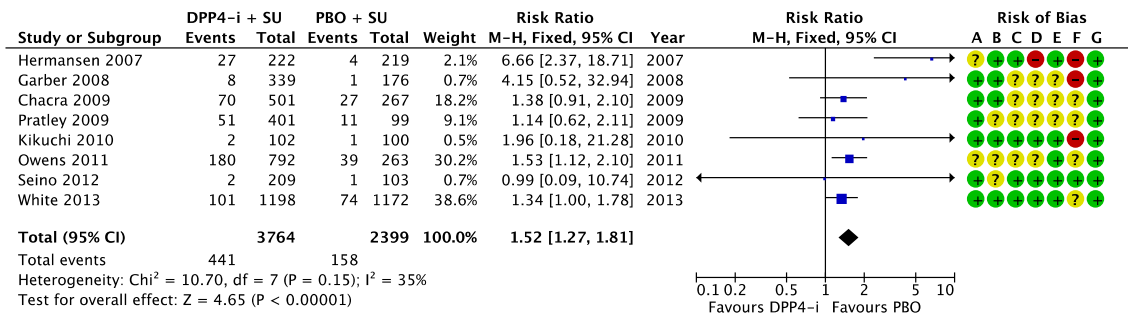 DPP4-i + SU PBO + SU Risk Ratio Risk Ratio Risk of Bias
Study or Subgroup Events Total Events Total Weight M-H, Fixed, 95% CI Year M-H, Fixed, 95% CI A B C D E F G
Hermansen 2007 27 222 4 219 2.1% 6.66 [2.37, 18.71] 2007 ? + + - + - +
Garber 2008 8 339 1 176 0.7% 4.15 [0.52, 32.94] 2008 + + ? ? ? - +
Chacra 2009 70 501 27 267 18.2% 1.38 [0.91, 2.10] 2009 + + ? ? ? ? +
Pratley 2009 51 401 11 99 9.1% 1.14 [0.62, 2.11] 2009 + ? ? ? ? ? +
Kikuchi 2010 2 102 1 100 0.5% 1.96 [0.18, 21.28] 2010 + + + + + - +
Owens 2011 180 792 39 263 30.2% 1.53 [1.12, 2.10] 2011 ? ? ? ? + ? +
Seino 2012 2 209 1 103 0.7% 0.99 [0.09, 10.74] 2012 + ? + + + + +
White 2013 101 1198 74 1172 38.6% 1.34 [1.00, 1.78] 2013 + + + + + ? +
Total (95% CI) 3764 2399 100.0% 1.52 [1.27, 1.81]
Total events 441 158
Heterogeneity: Chi² = 10.70, df = 7 (P = 0.15); I² = 35%
Test for overall effect: Z = 4.65 (P < 0.00001)
0.1 0.2 0.5 1 2 5 10
Favours DPP4-i Favours PBO